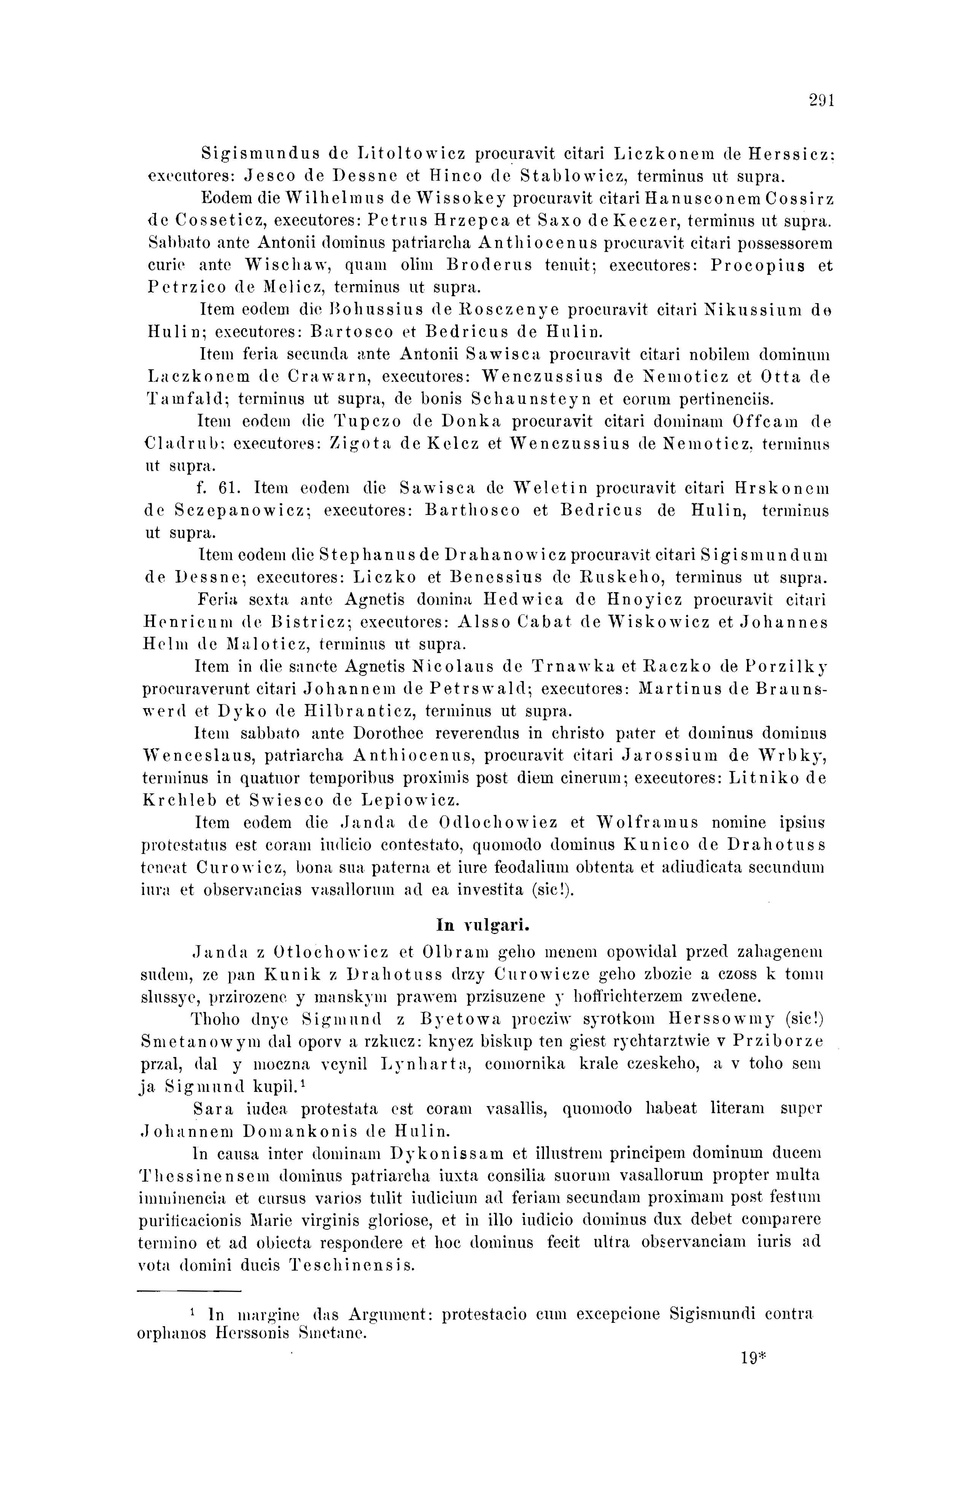 291
Sigismundus de Litoltowicz procuravit citari Liczkonem de Herssicz:
executores: Jesco de Dessne et Hinco de Stablowicz, terminus ut supra.
Eodem die Wilhelmus de Wissokey procuravit citari Hanusconem Cossirz
de Cosseticz, executores: Petrus Hrzepca et Saxo de Keczer, terminus ut supra.
Sabbato ante Antonii dominus patriarcha Anthiocenus procuravit citari possessorem
curie ante Wischaw, quam olim Broderus tenuit; executores: Procopius et
Petrzico de Melicz, terminus ut supra.
Item eodem die Bohussius de Rosczenye procuravit citari Nikussium de
Hulin; executores: Bartosco et Bedricus de Hulin.
Item feria secunda ante Antonii Sawisca procuravit citari nobilem dominum
Laczkonem de Crawarn, executores: Wenczussius de Nemoticz et Otta de
Tamfald; terminus ut supra, de bonis Schaunsteyn et eorum pertinenciis.
Item eodem die Tupczo de Donka procuravit citari dominam Offcam de
Cladrub: executores: Zigota de Kelcz et Wenczussius de Nemoticz, terminus
ut supra.
f. 61. Item eodem die Sawisca de Weletin procuravit citari Hrskonem
de Sczepanowicz; executores: Barthosco et Bedricus de Hulin, terminus
ut supra.
Item eodem die Stephanus de Drahanowicz procuravit citari Sigismundum
de Dessne; executores: Liczko et Benessius de Ruskeho, terminus ut supra.
Feria sexta ante Agnetis domina Hedwica de Hnoyicz procuravit citari
Henricum de Bistricz; executores: Alsso Cabat de Wiskowicz et Johannes
Helm de Maloticz, terminus ut supra.
Item in die sancte Agnetis Nicolaus de Trnawka et Raczko de Porzilky
procuraverunt citari Johannem de Petrswald; executores: Martinus de Brauns-
werd et Dyko de Hilbranticz, terminus ut supra.
Item sabbato ante Dorothee reverendus in christo pater et dominus dominus
Wenceslaus, patriarcha Anthiocenus, procuravit citari Jarossium de Wrbky,
terminus in quatuor temporibus proximis post diem cinerum; executores: Litniko de
Krchleb et Swiesco de Lepiowicz.
Item eodem die Janda de Odlochowiez et Wolframus nomine ipsius
protestatus est coram iudicio contestato, quomodo dominus Kunico de Drahotuss
teneat Curowicz, bona sua paterna et iure feodalium obtenta et adiudicata secundum
iura et observancias vasallorum ad ea investita (sic!).
In vulgari.
Janda z Otlochowicz et Olbram geho menem opowidal przed zahagenem
sudem, ze pan Kunik z Drahotuss drzy Curowicze geho zbozie a czoss k tomu
slussye, przirozene y manskym prawem przisuzene y hoffrichterzem zwedene.
Thoho dnye Sigmund z Byetowa procziw syrotkom Herssowmy (sic!)
Smetanowym dal oporv a rzkucz: knyez biskup ten giest rychtarztwie v Prziborze
przal, dal y moczna vcynil Lynharta, comornika krale czeskeho, a v toho sem
ja Sigmund kupil.¹
Sara iudea protestata est coram vasallis, quomodo habeat literam super
Johannem Domankonis de Hulin.
In causa inter dominam Dykonissam et illustrem principem dominum ducem
Thessinensem dominus patriarcha iuxta consilia suorum vasallorum propter multa
imminencia et cursus varios tulit iudicium ad feriam secundam proximam post festum
purificacionis Marie virginis gloriose, et in illo iudicio dominus dux debet comparere
termino et ad obiecta respondere et hoc dominus fecit ultra observanciam iuris ad
vota domini ducis Teschinensis.
¹ In margine das Argument: protestacio cum excepcione Sigismundi contra
orphanos Herssonis Smetane.
19*